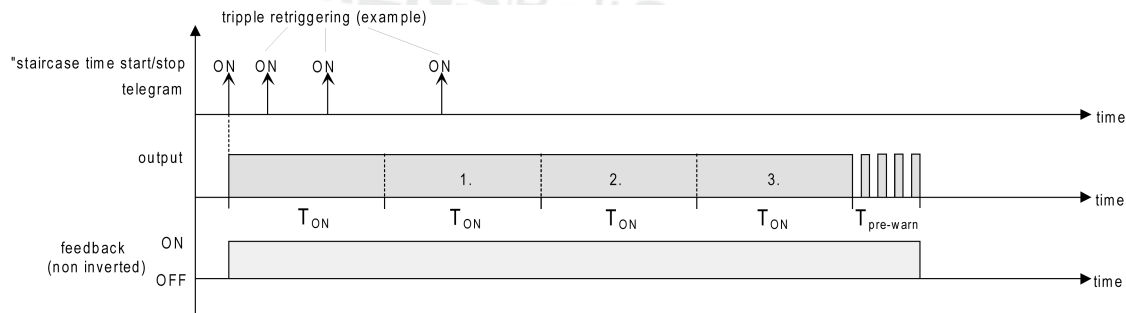 tripple retriggering (example)
"staircase time start/stop
telegram
ON ON ON ON
time
output
1. 2. 3.
time
TON TON TON TON Tpre-warn
feedback
(non inverted)
ON
OFF
time